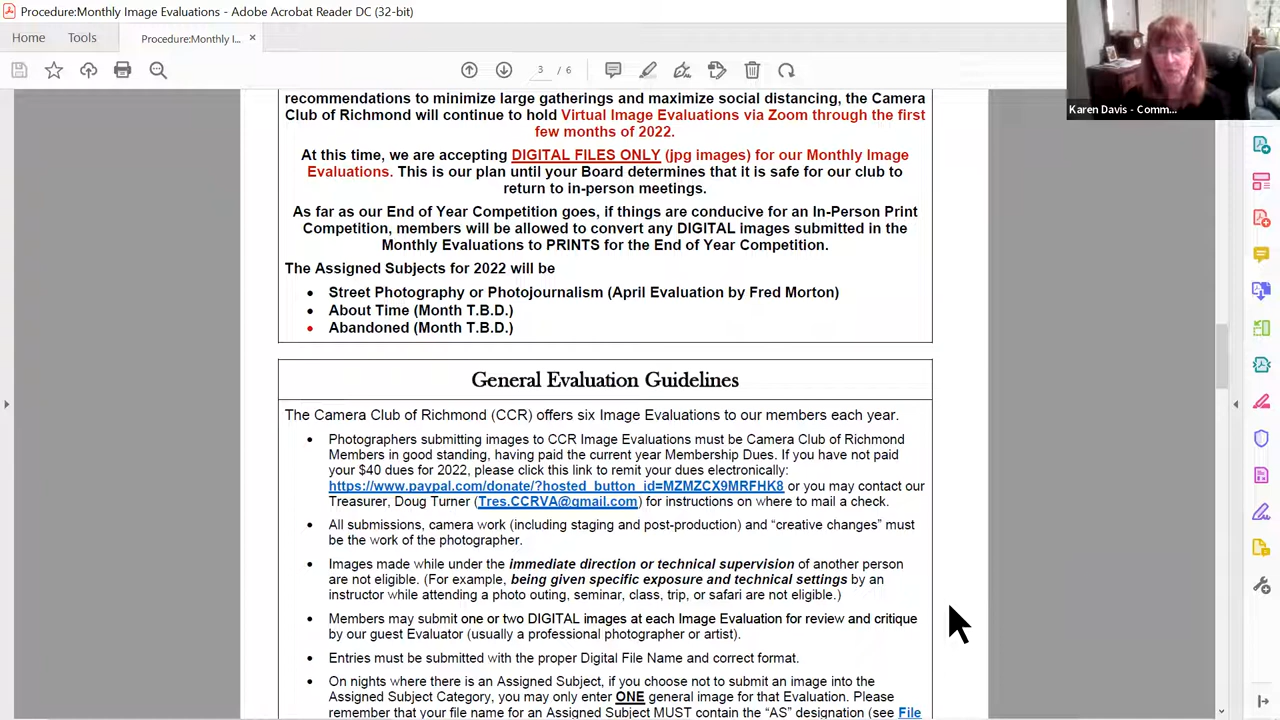 Procedure:Monthly Image Evaluations - Adobe Acrobat Reader DC (32-bit)
Home Tools Procedure:Monthly I... ×
3 / 6
Karen Davis - Comm...
recommendations to minimize large gatherings and maximize social distancing, the Camera
Club of Richmond will continue to hold Virtual Image Evaluations via Zoom through the first
few months of 2022.
At this time, we are accepting DIGITAL FILES ONLY (jpg images) for our Monthly Image
Evaluations. This is our plan until your Board determines that it is safe for our club to
return to in-person meetings.
As far as our End of Year Competition goes, if things are conducive for an In-Person Print
Competition, members will be allowed to convert any DIGITAL images submitted in the
Monthly Evaluations to PRINTS for the End of Year Competition.
The Assigned Subjects for 2022 will be
• Street Photography or Photojournalism (April Evaluation by Fred Morton)
• About Time (Month T.B.D.)
• Abandoned (Month T.B.D.)
General Evaluation Guidelines
The Camera Club of Richmond (CCR) offers six Image Evaluations to our members each year.
• Photographers submitting images to CCR Image Evaluations must be Camera Club of Richmond
Members in good standing, having paid the current year Membership Dues. If you have not paid
your $40 dues for 2022, please click this link to remit your dues electronically:
https://www.paypal.com/donate/?hosted_button_id=MZMZCX9MRFHK8 or you may contact our
Treasurer, Doug Turner (Tres.CCRVA@gmail.com) for instructions on where to mail a check.
• All submissions, camera work (including staging and post-production) and “creative changes” must
be the work of the photographer.
• Images made while under the immediate direction or technical supervision of another person
are not eligible. (For example, being given specific exposure and technical settings by an
instructor while attending a photo outing, seminar, class, trip, or safari are not eligible.)
• Members may submit one or two DIGITAL images at each Image Evaluation for review and critique
by our guest Evaluator (usually a professional photographer or artist).
• Entries must be submitted with the proper Digital File Name and correct format.
• On nights where there is an Assigned Subject, if you choose not to submit an image into the
Assigned Subject Category, you may only enter ONE general image for that Evaluation. Please
remember that your file name for an Assigned Subject MUST contain the “AS” designation (see File